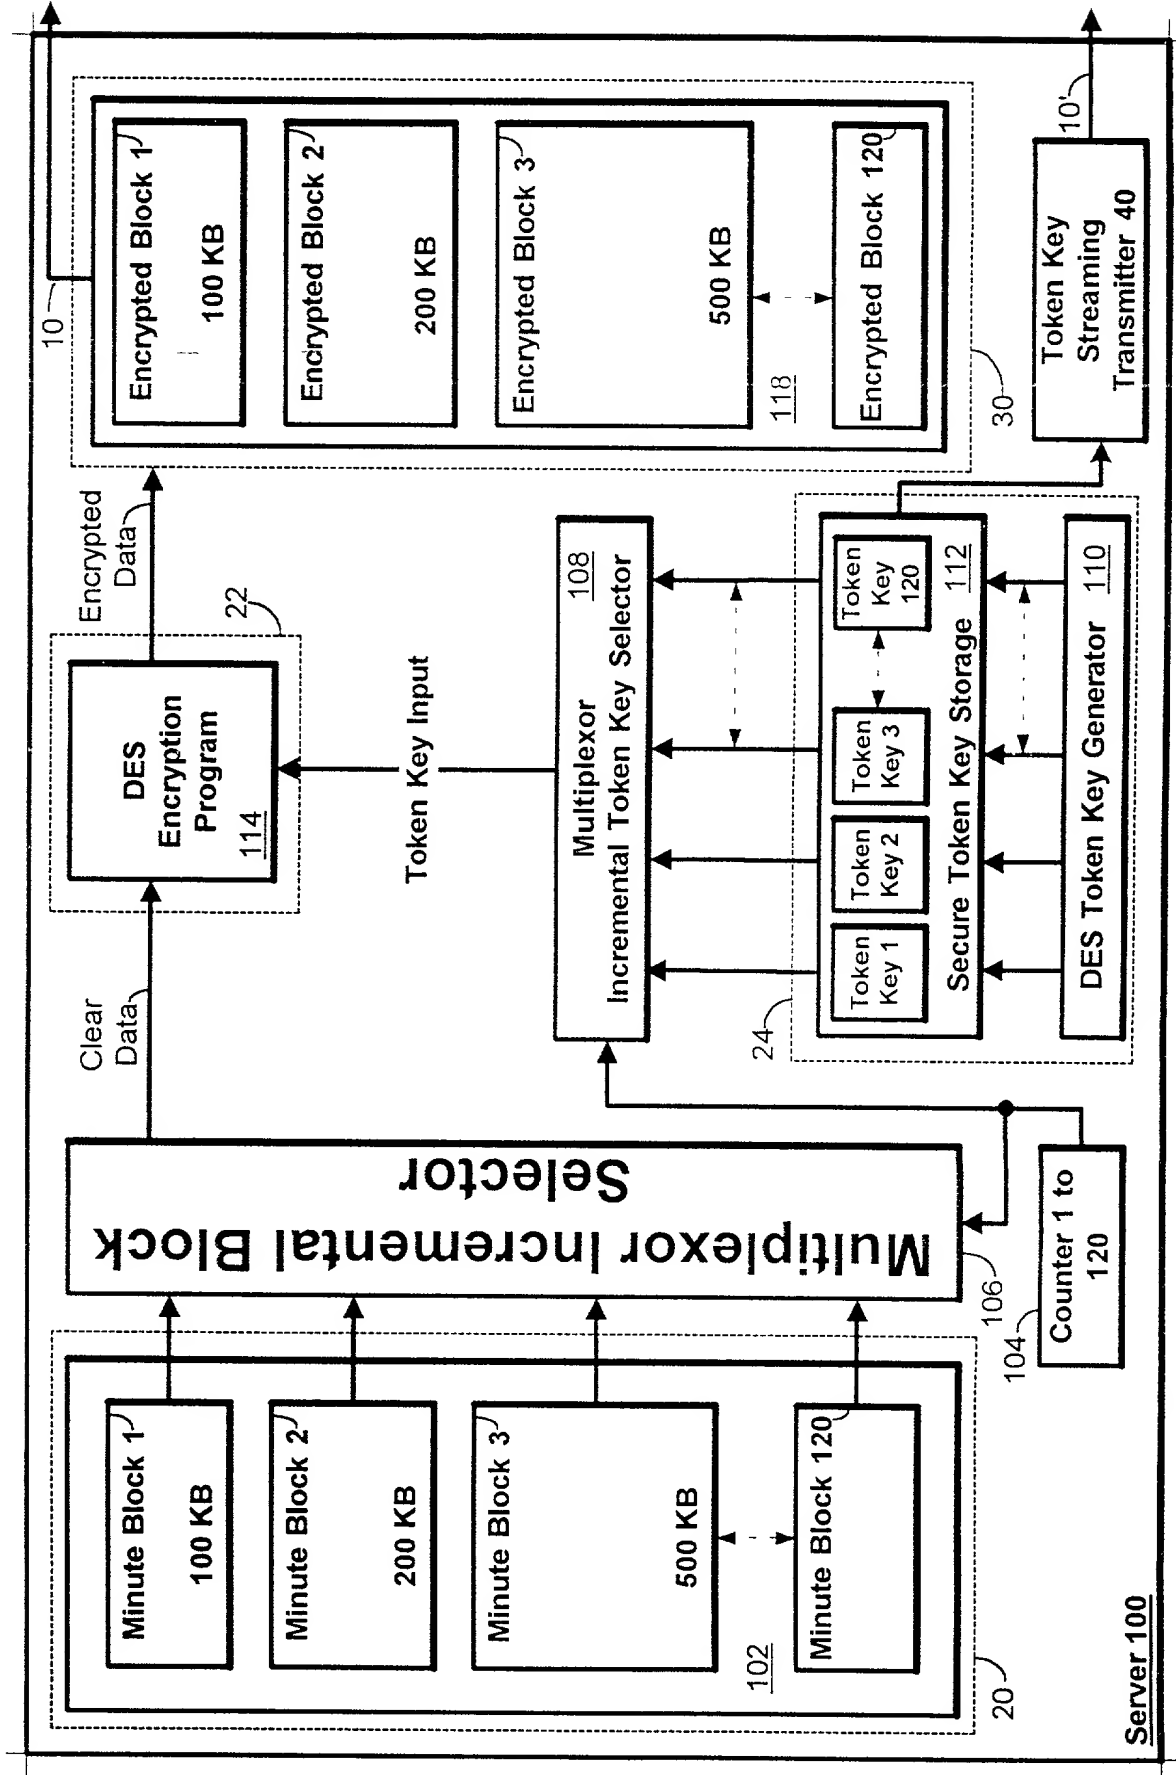 Server 100
20
102
Minute Block 1
100 KB
Minute Block 2
200 KB
Minute Block 3
500 KB
Minute Block 120
Multiplexor Incremental Block
Selector
106
104
Counter 1 to
120
Clear
Data
DES
Encryption
Program
114
22
Encrypted
Data
Token Key Input
Multiplexor
108
Incremental Token Key Selector
24
Token
Key 1
Token
Key 2
Token
Key 3
Token
Key
120
Secure Token Key Storage 112
DES Token Key Generator 110
10
Encrypted Block 1
100 KB
Encrypted Block 2
200 KB
Encrypted Block 3
500 KB
118
Encrypted Block 120
30
Token Key
Streaming
Transmitter 40
10'